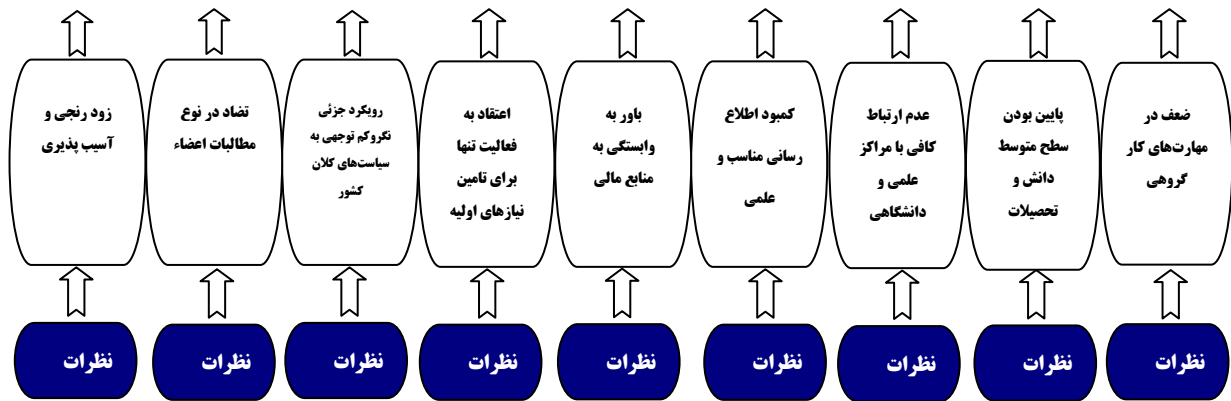 ضعف در
مهارت‌های کار
گروهی
پایین بودن
سطح متوسط
دانش و
تحصیلات
عدم ارتباط
کافی با مراکز
علمی و
دانشگاهی
کمبود اطلاع
رسانی مناسب و
علمی
باور به
وابستگی به
منابع مالی
اعتقاد به
فعالیت تنها
برای تامین
نیازهای اولیه
رویکرد جزئی
نگروکم توجهی به
سیاست‌های کلان
کشور
تضاد در نوع
مطالبات اعضاء
زود رنجی و
آسیب پذیری
نظرات
نظرات
نظرات
نظرات
نظرات
نظرات
نظرات
نظرات
نظرات